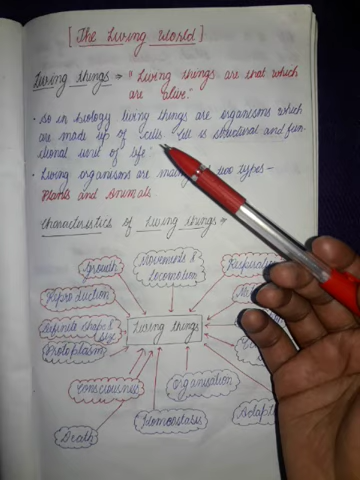 [ The Living World ]
Living things ⇒ "Living things are that which
are alive."
• So in biology living things are organisms which
are made up of cells. Cell is structural and fun-
tional unit of life.
• Living organisms are mainly of two types –
Plants and Animals
Characteristics of Living things ⇒
Movements &
Locomotion
Growth
Respiration
Reproduction
Definite shape &
size
Living things
Protoplasm
Consciousness
Organisation
Homeostasis
Death